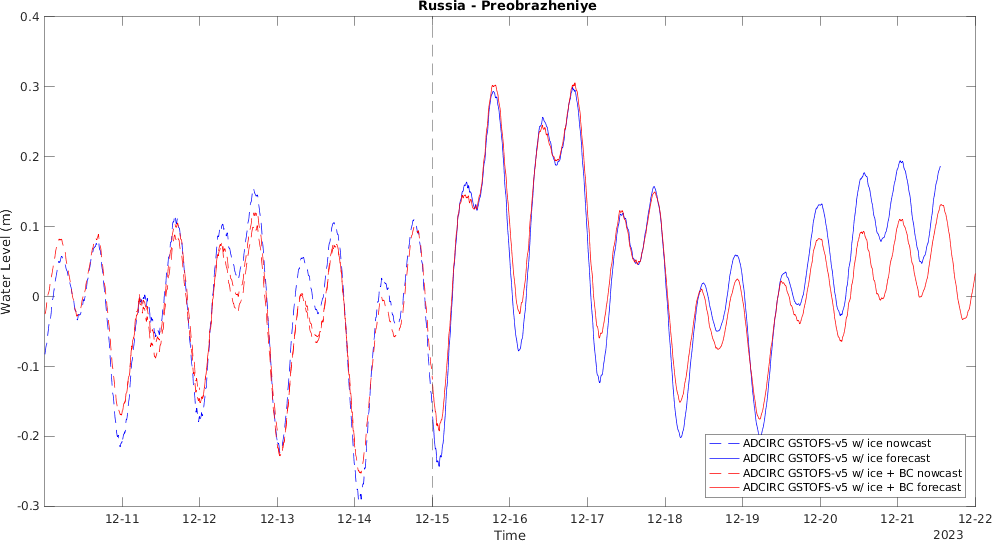 Russia - Preobrazheniye
0.4
0.3
0.2
0.1
0
-0.1
-0.2
-0.3
Water Level (m)
ADCIRC GSTOFS-v5 w/ ice nowcast
ADCIRC GSTOFS-v5 w/ ice forecast
ADCIRC GSTOFS-v5 w/ ice + BC nowcast
ADCIRC GSTOFS-v5 w/ ice + BC forecast
12-11 12-12 12-13 12-14 12-15 12-16 12-17 12-18 12-19 12-20 12-21 12-22
Time
2023